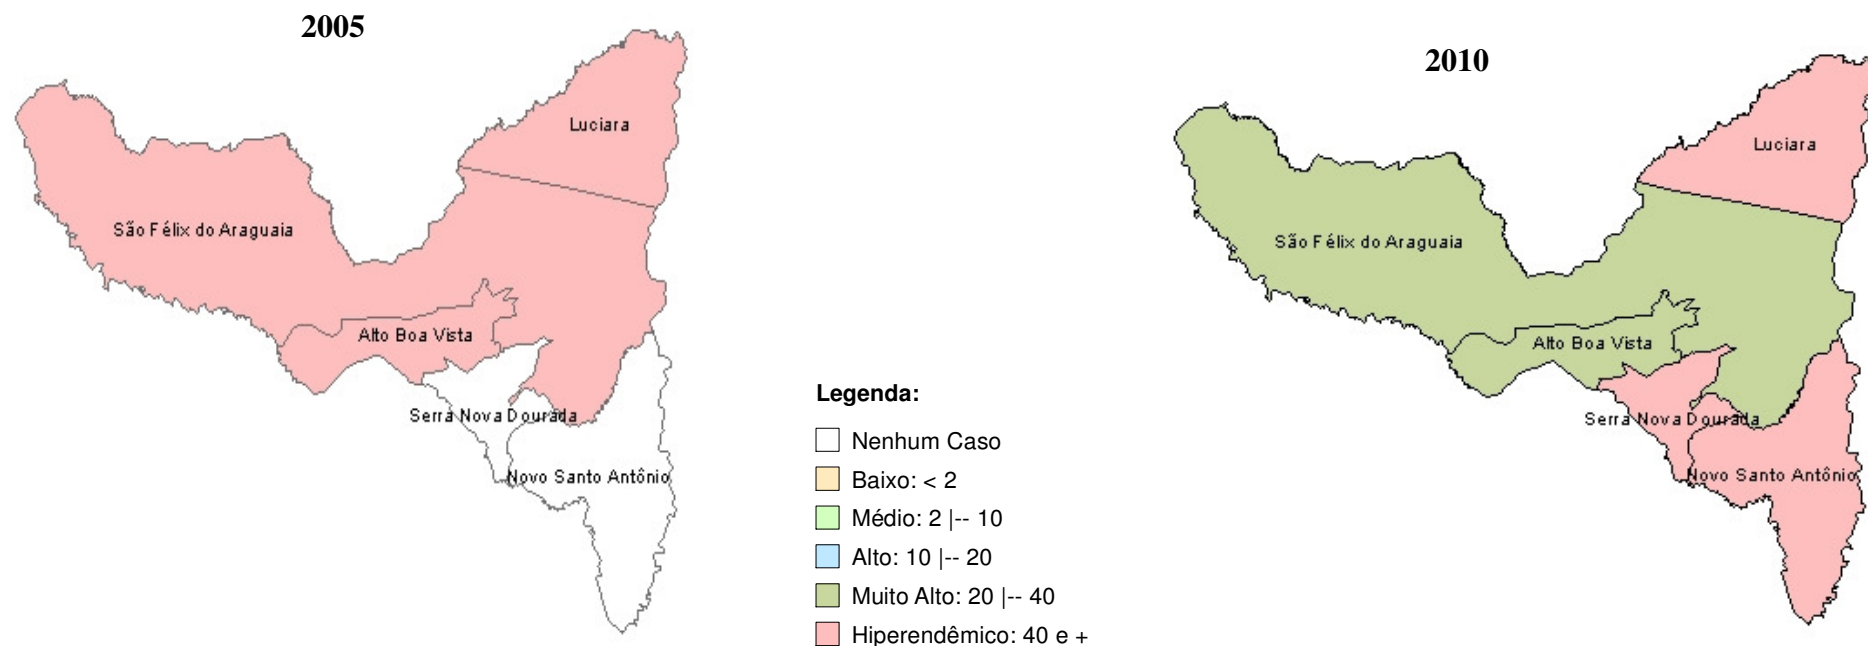 2005
Luciara
São Félix do Araguaia
Alto Boa Vista
Serra Nova Dourada
Novo Santo Antônio
Legenda:
Nenhum Caso
Baixo: < 2
Médio: 2 |-- 10
Alto: 10 |-- 20
Muito Alto: 20 |-- 40
Hiperendêmico: 40 e +
2010
Luciara
São Félix do Araguaia
Alto Boa Vista
Serra Nova Dourada
Novo Santo Antônio